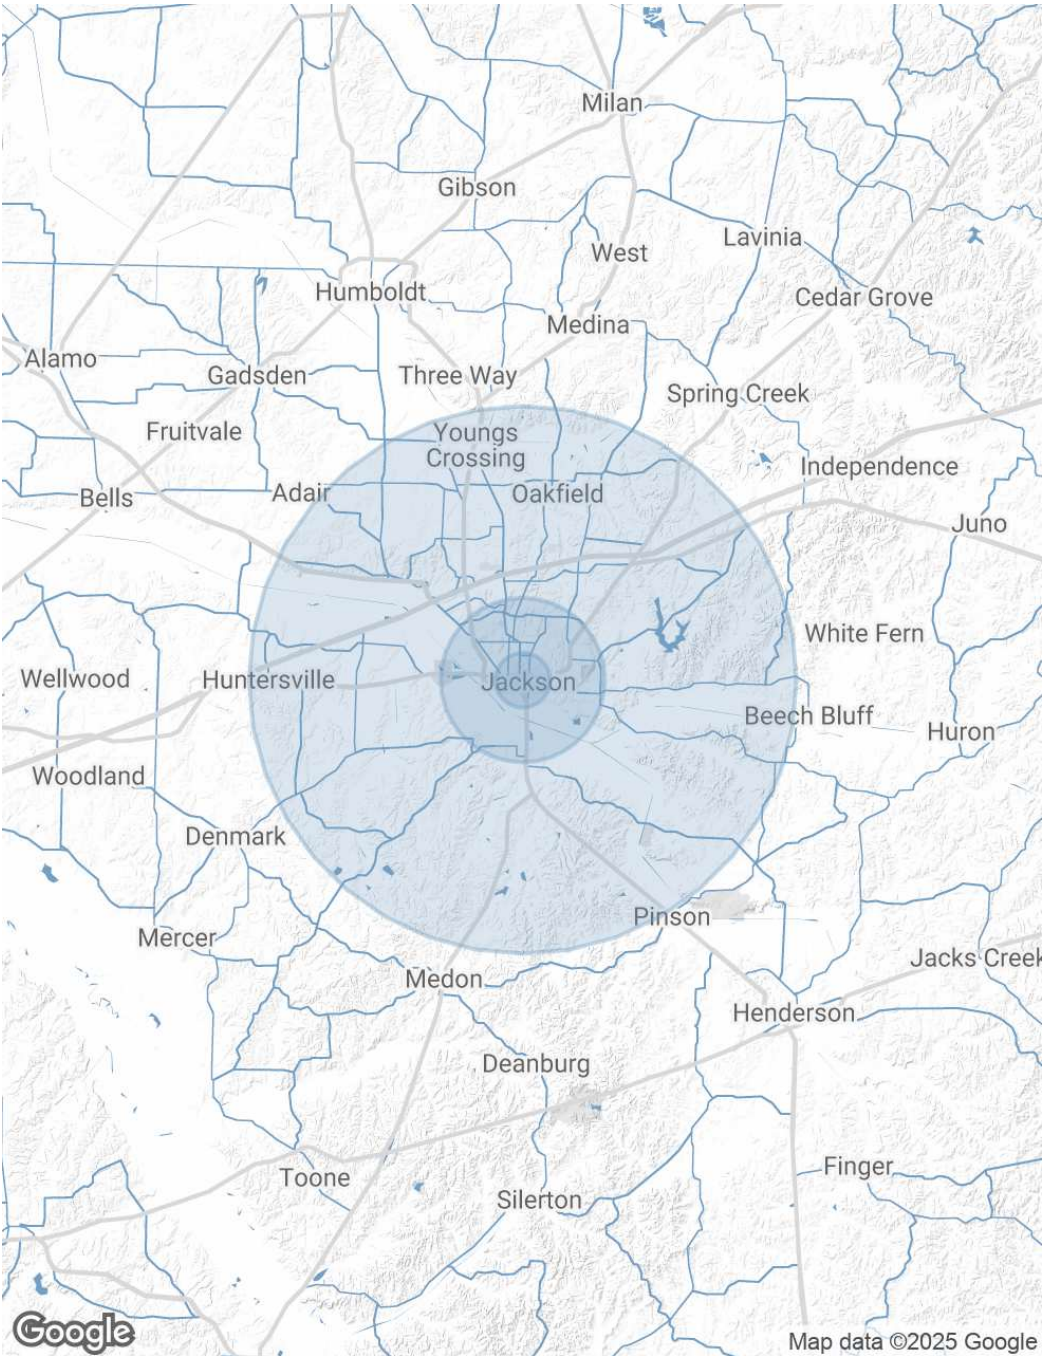 Milan
Gibson
Lavinia
West
Humboldt
Cedar Grove
Medina
Alamo
Gadsden
Three Way
Spring Creek
Fruitvale
Youngs
Crossing
Independence
Bells
Adair
Oakfield
Juno
White Fern
Wellwood
Huntersville
Jackson
Beech Bluff
Huron
Woodland
Denmark
Pinson
Mercer
Jacks Creek
Medon
Henderson
Deanburg
Finger
Toone
Silerton
Google
Map data ©2025 Google